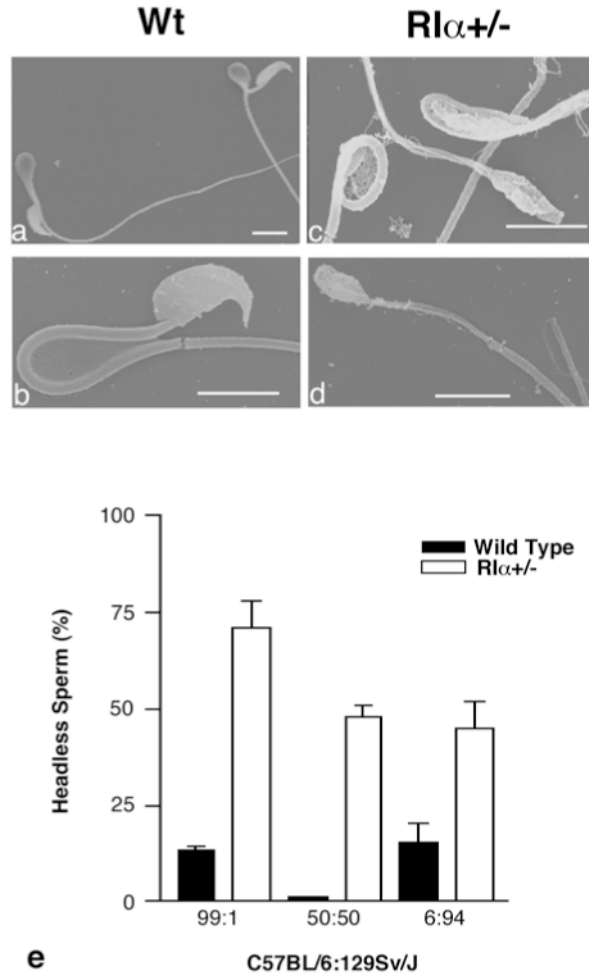 Wt RIα+/-
a
c
b
d
100
75
50
25
0
Headless Sperm (%)
Wild Type
RIα+/-
99:1 50:50 6:94
e C57BL/6:129Sv/J